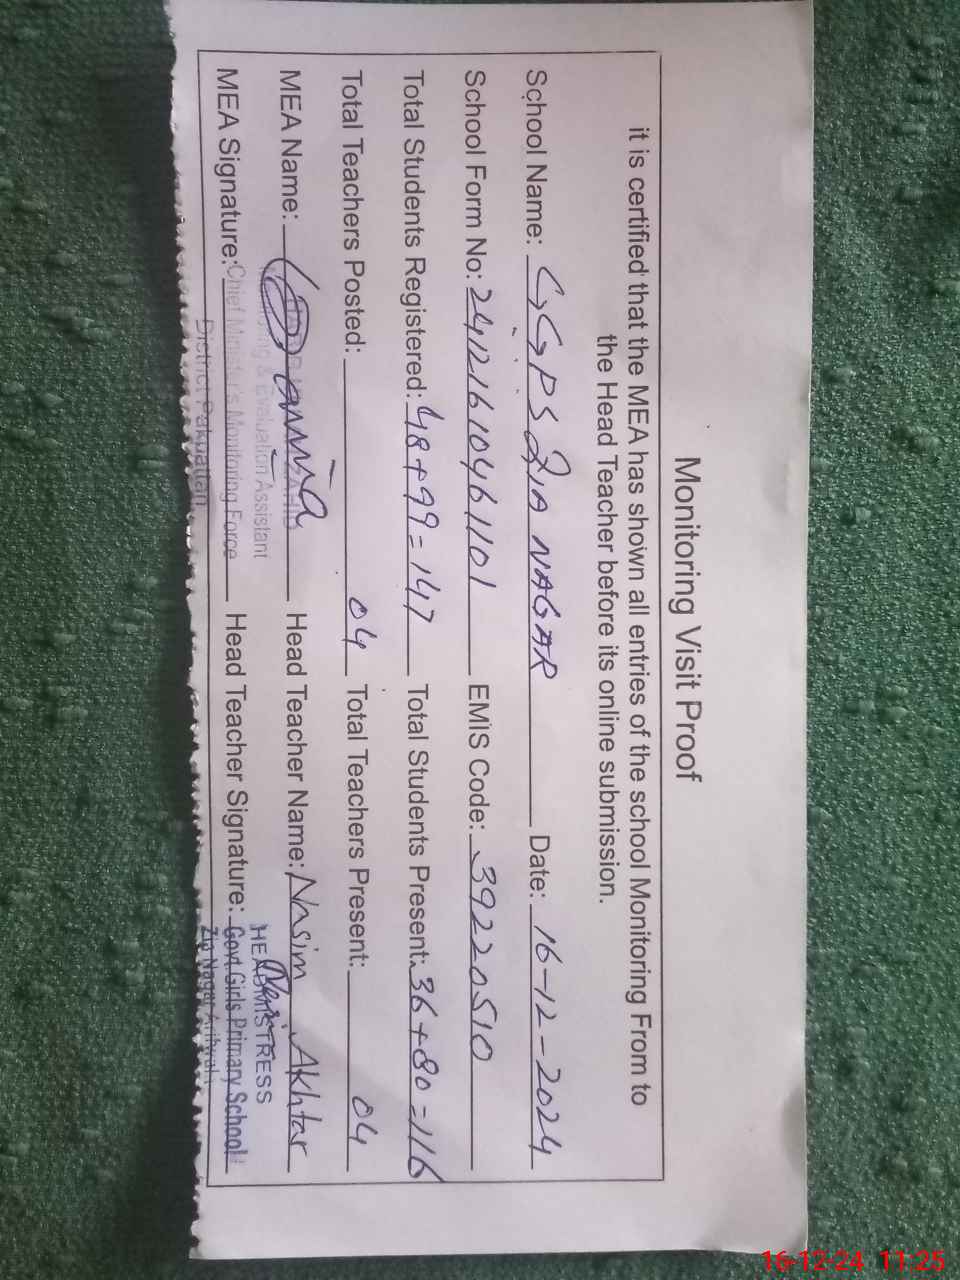 Monitoring Visit Proof
it is certified that the MEA has shown all entries of the school Monitoring From to
the Head Teacher before its online submission.
School Name: GGPS ZIA NAGAR Date: 16-12-2024
School Form No: 24121610461101 EMIS Code: 39220510
Total Students Registered: 48+99=147 Total Students Present: 36+80=116
Total Teachers Posted: 04 Total Teachers Present: 04
MEA Name: Head Teacher Name: Nasim Akhtar
Monitoring & Evaluation Assistant HEADMISTRESS
MEA Signature: Chief Minister's Monitoring Force Head Teacher Signature: Govt. Girls Primary School
District Pakpattan Zia Nagar Arifwala
16-12-24 11:25